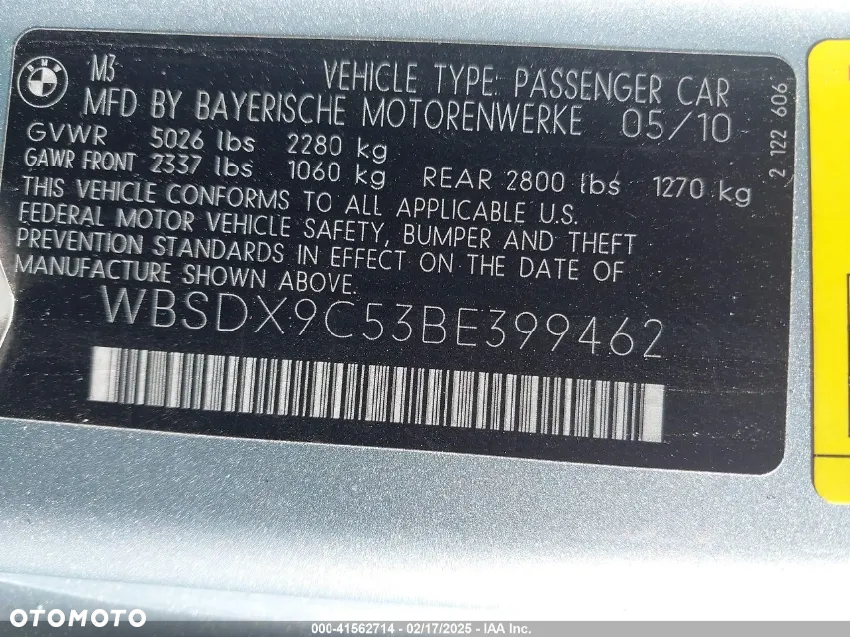 BMW
M3
VEHICLE TYPE: PASSENGER CAR
MFD BY BAYERISCHE MOTORENWERKE 05/10
GVWR 5026 lbs 2280 kg
GAWR FRONT 2337 lbs 1060 kg REAR 2800 lbs 1270 kg
THIS VEHICLE CONFORMS TO ALL APPLICABLE U.S.
FEDERAL MOTOR VEHICLE SAFETY, BUMPER AND THEFT
PREVENTION STANDARDS IN EFFECT ON THE DATE OF
MANUFACTURE SHOWN ABOVE.
WBSDX9C53BE399462
2 122 606
OTOMOTO
000-41562714 - 02/17/2025 - IAA Inc.